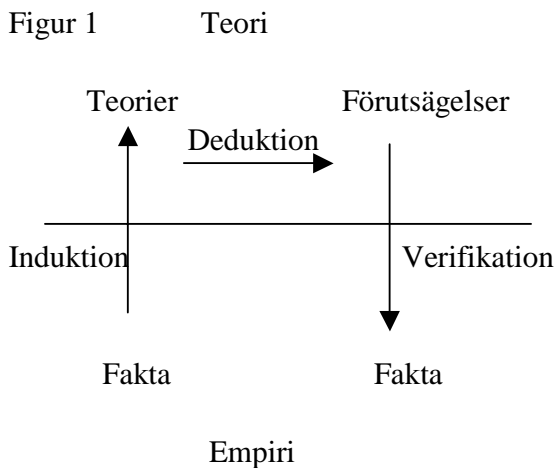 Figur 1 Teori
Teorier Förutsägelser
Deduktion
Induktion Verifikation
Fakta Fakta
Empiri